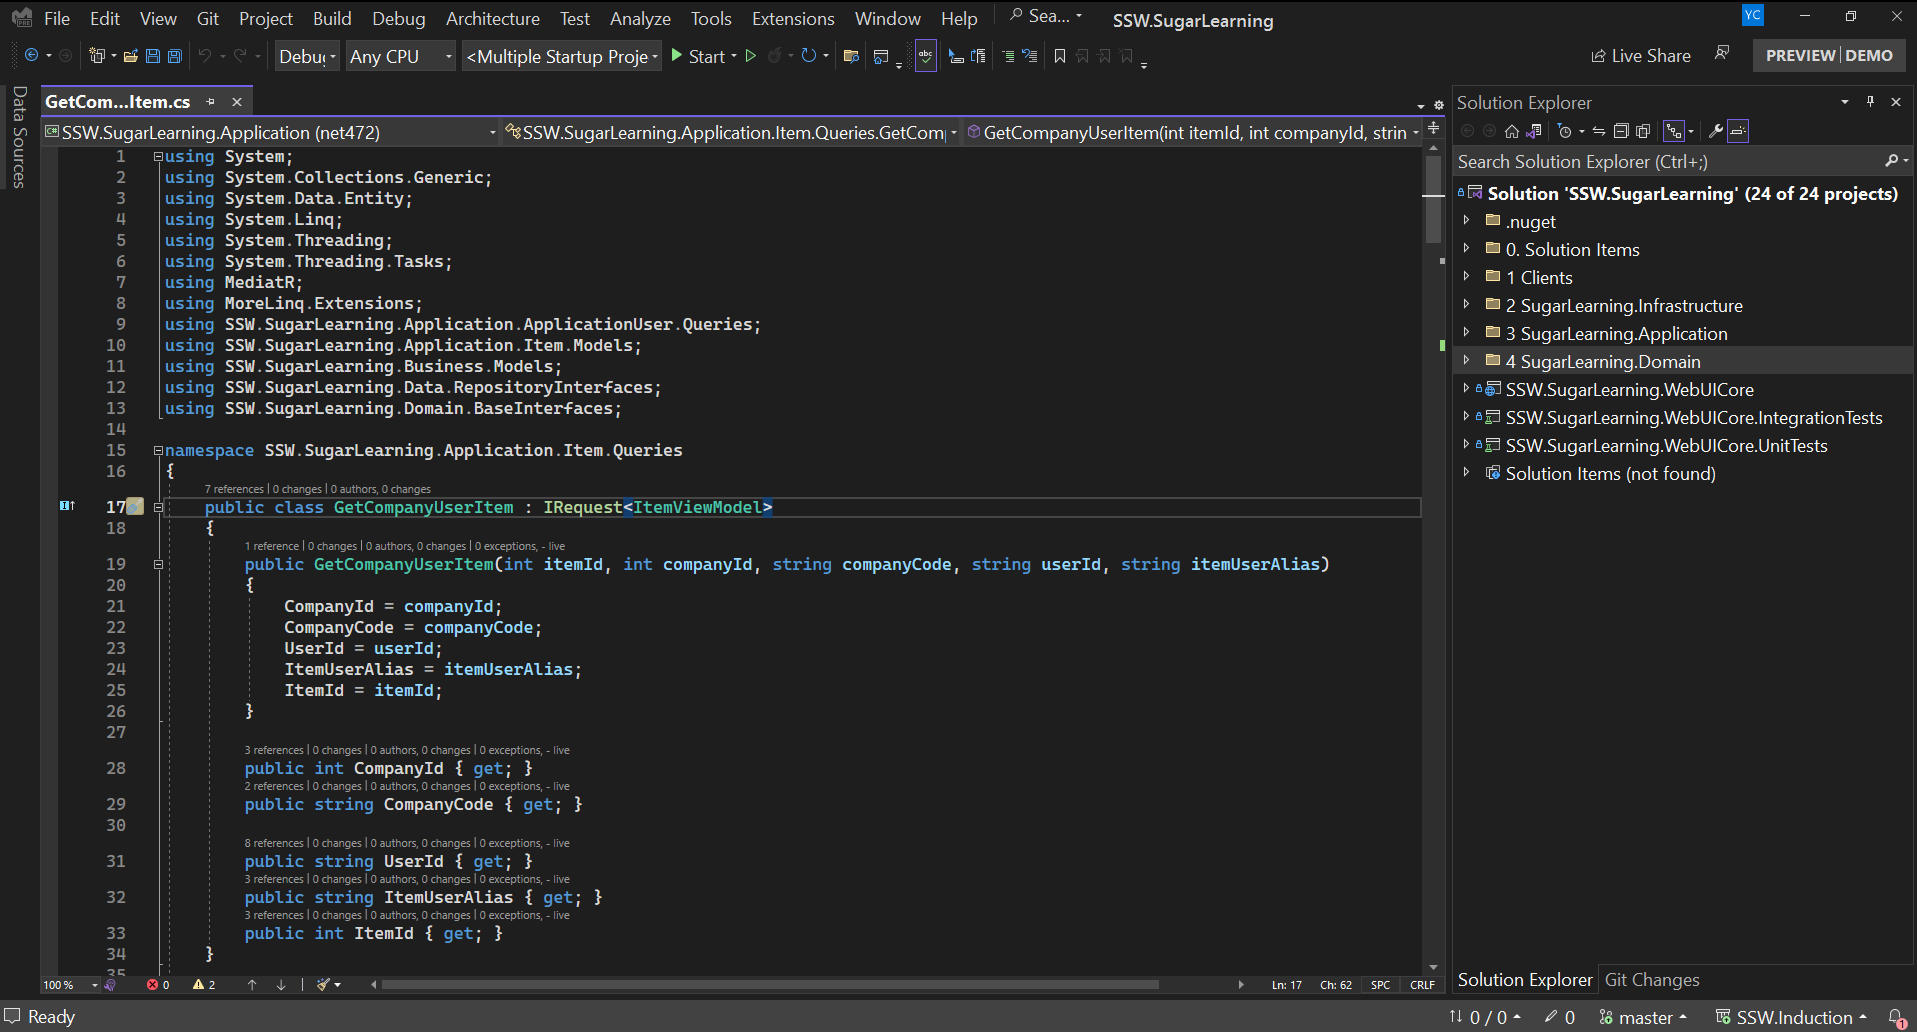 File Edit View Git Project Build Debug Architecture Test Analyze Tools Extensions Window Help Sea... SSW.SugarLearning YC
Debug Any CPU <Multiple Startup Proje Start Live Share PREVIEW DEMO
Data Sources
GetCom...Item.cs
SSW.SugarLearning.Application (net472) SSW.SugarLearning.Application.Item.Queries.GetCom GetCompanyUserItem(int itemId, int companyId, strin
1 using System;
2 using System.Collections.Generic;
3 using System.Data.Entity;
4 using System.Linq;
5 using System.Threading;
6 using System.Threading.Tasks;
7 using MediatR;
8 using MoreLinq.Extensions;
9 using SSW.SugarLearning.Application.ApplicationUser.Queries;
10 using SSW.SugarLearning.Application.Item.Models;
11 using SSW.SugarLearning.Business.Models;
12 using SSW.SugarLearning.Data.RepositoryInterfaces;
13 using SSW.SugarLearning.Domain.BaseInterfaces;
14
15 namespace SSW.SugarLearning.Application.Item.Queries
16 {
7 references | 0 changes | 0 authors, 0 changes
17 public class GetCompanyUserItem : IRequest<ItemViewModel>
18 {
1 reference | 0 changes | 0 authors, 0 changes | 0 exceptions, - live
19 public GetCompanyUserItem(int itemId, int companyId, string companyCode, string userId, string itemUserAlias)
20 {
21 CompanyId = companyId;
22 CompanyCode = companyCode;
23 UserId = userId;
24 ItemUserAlias = itemUserAlias;
25 ItemId = itemId;
26 }
27
3 references | 0 changes | 0 authors, 0 changes | 0 exceptions, - live
28 public int CompanyId { get; }
2 references | 0 changes | 0 authors, 0 changes | 0 exceptions, - live
29 public string CompanyCode { get; }
30
8 references | 0 changes | 0 authors, 0 changes | 0 exceptions, - live
31 public string UserId { get; }
3 references | 0 changes | 0 authors, 0 changes | 0 exceptions, - live
32 public string ItemUserAlias { get; }
3 references | 0 changes | 0 authors, 0 changes | 0 exceptions, - live
33 public int ItemId { get; }
34 }
35
100 % 0 2 Ln: 17 Ch: 62 SPC CRLF
Solution Explorer
Search Solution Explorer (Ctrl+;)
Solution 'SSW.SugarLearning' (24 of 24 projects)
.nuget
0. Solution Items
1 Clients
2 SugarLearning.Infrastructure
3 SugarLearning.Application
4 SugarLearning.Domain
SSW.SugarLearning.WebUICore
SSW.SugarLearning.WebUICore.IntegrationTests
SSW.SugarLearning.WebUICore.UnitTests
Solution Items (not found)
Solution Explorer Git Changes
Ready 0 / 0 0 master SSW.Induction 1